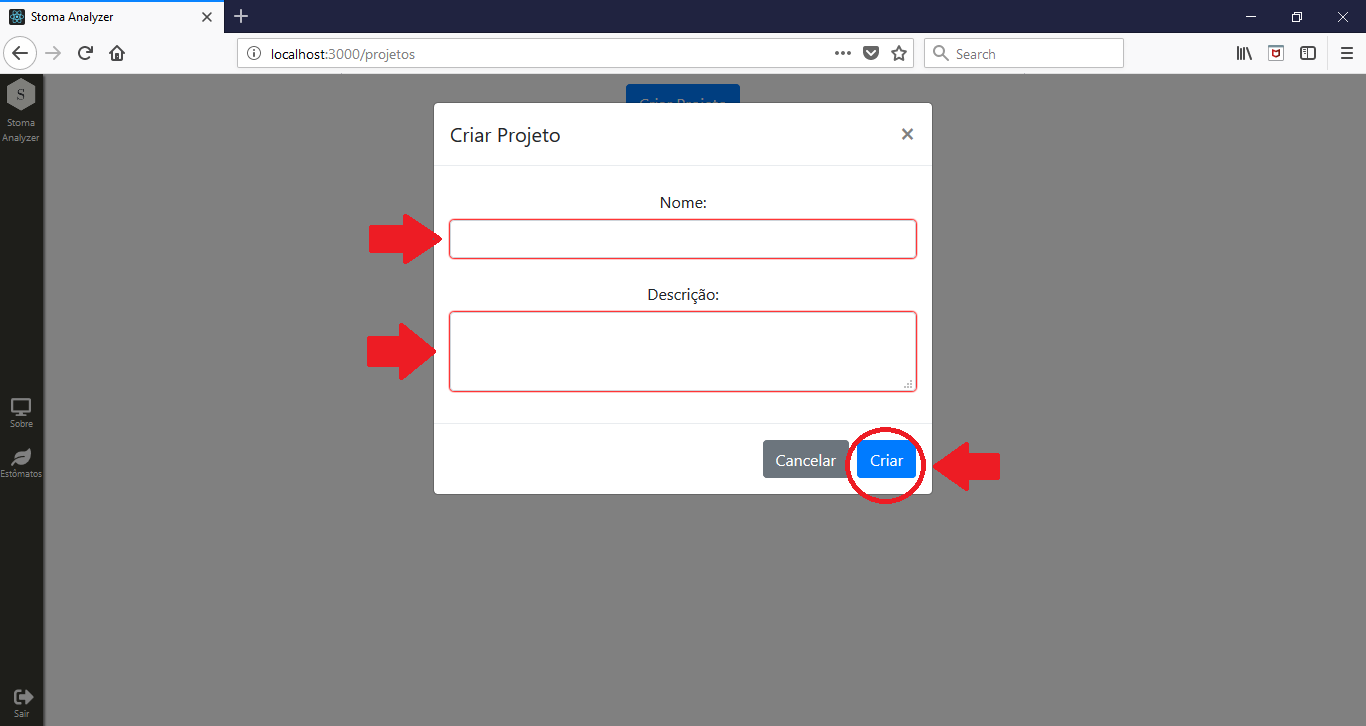 Stoma Analyzer
localhost:3000/projetos
Search
S
Stoma
Analyzer
Criar Projeto
Criar Projeto
Nome:
Descrição:
Cancelar
Criar
Sobre
Estômatos
Sair